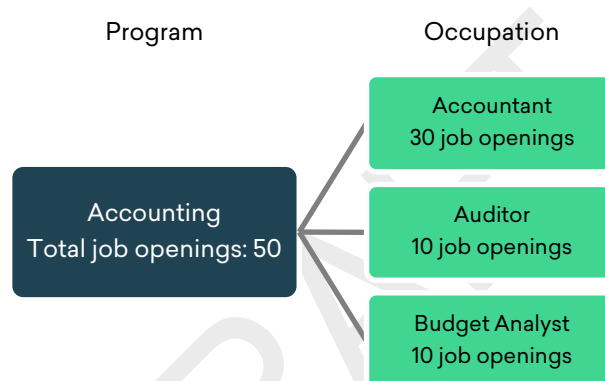 Program
Occupation
Accountant
30 job openings
Accounting
Total job openings: 50
Auditor
10 job openings
Budget Analyst
10 job openings